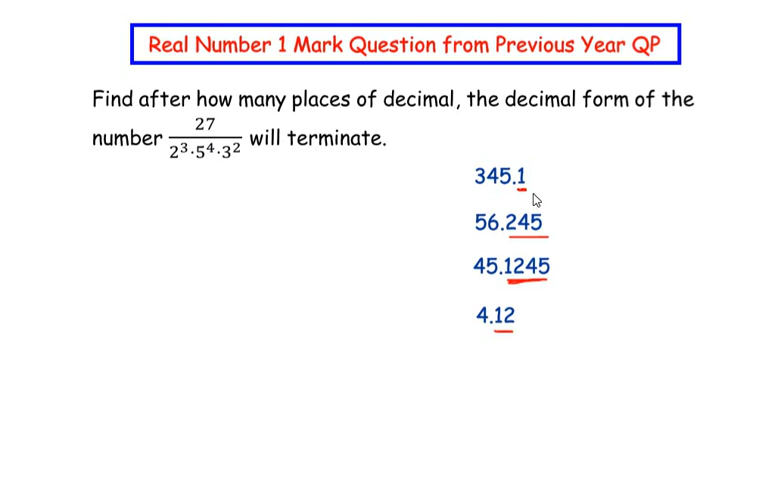 Real Number 1 Mark Question from Previous Year QP
Find after how many places of decimal, the decimal form of the
number 27/2³·5⁴·3² will terminate.
345.1
56.245
45.1245
4.12